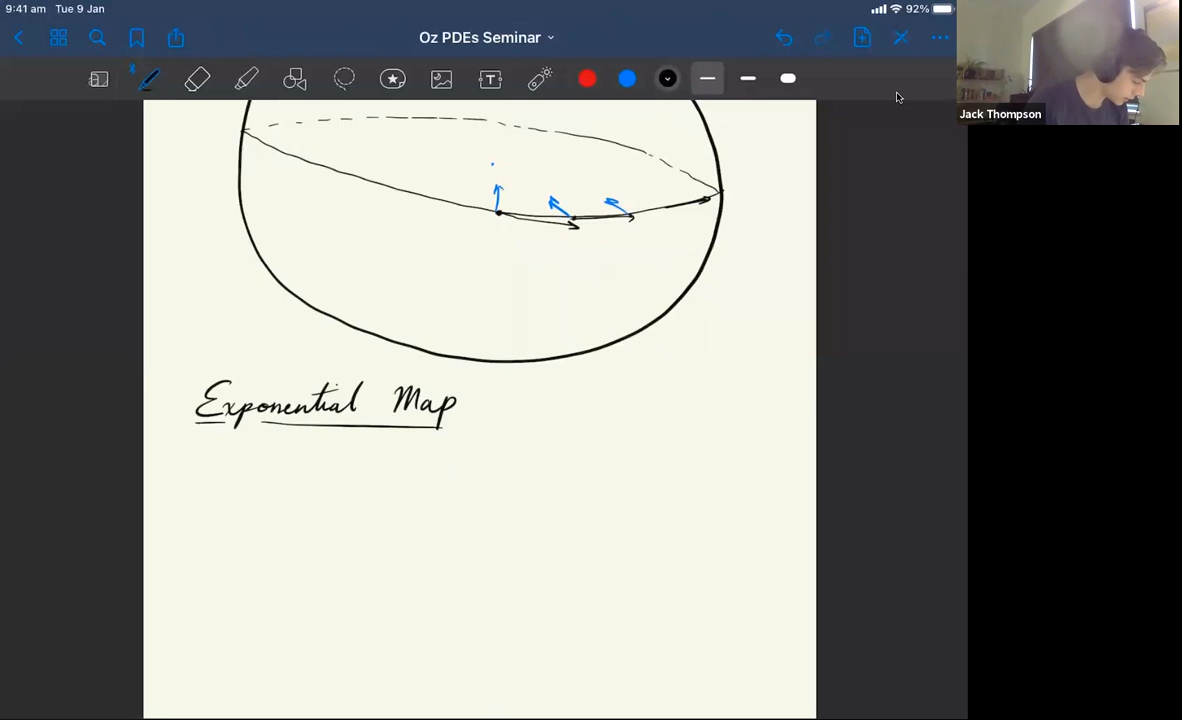 9:41 am Tue 9 Jan
92%
Oz PDEs Seminar
Jack Thompson
Exponential Map